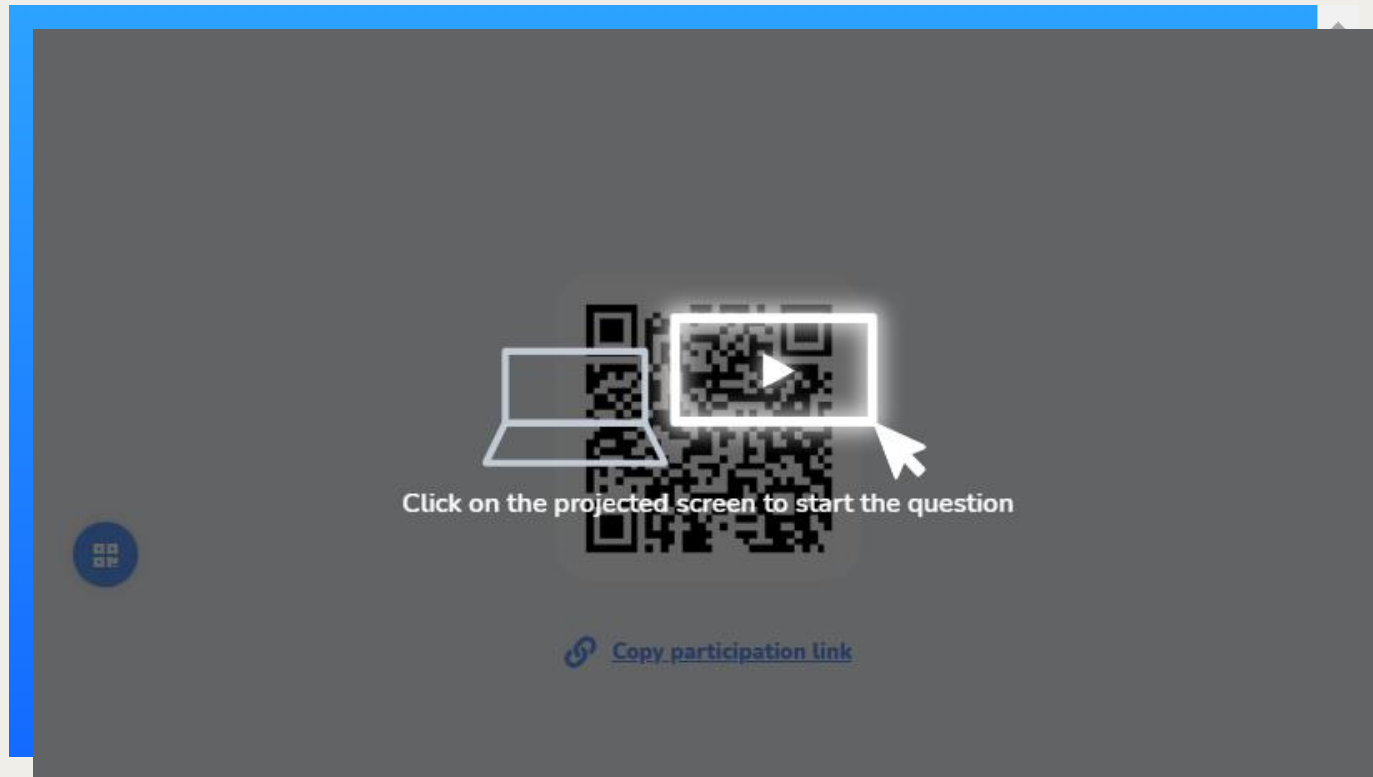 Click on the projected screen to start the question
Copy participation link